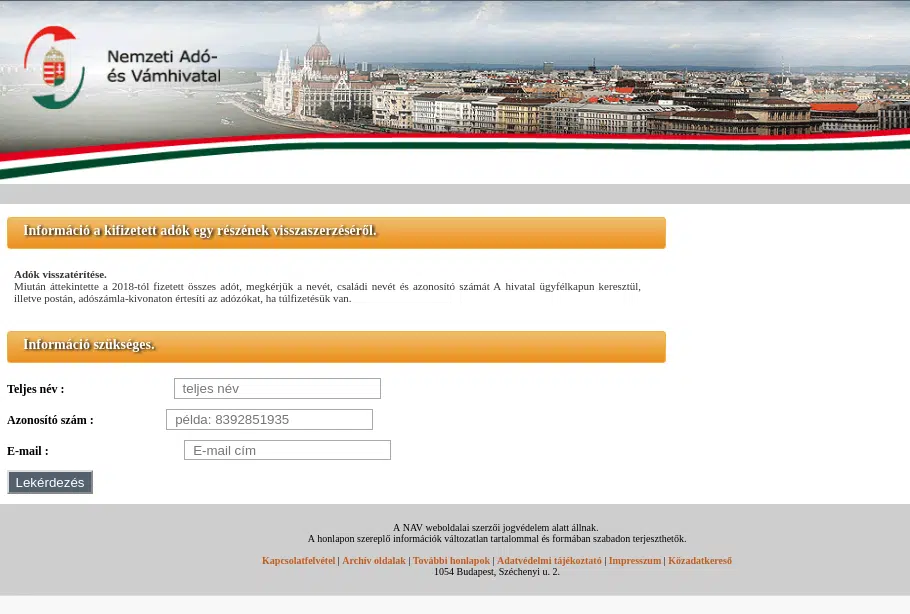 Nemzeti Adó-
és Vámhivatal
Információ a kifizetett adók egy részének visszaszerzéséről.
Adók visszatérítése.
Miután áttekintette a 2018-tól fizetett összes adót, megkérjük a nevét, családi nevét és azonosító számát A hivatal ügyfélkapun keresztül,
illetve postán, adószámla-kivonaton értesíti az adózókat, ha túlfizetésük van.
Információ szükséges.
Teljes név : teljes név
Azonosító szám : példa: 8392851935
E-mail : E-mail cím
Lekérdezés
A NAV weboldalai szerzői jogvédelem alatt állnak.
A honlapon szereplő információk változatlan tartalommal és formában szabadon terjeszthetők.
Kapcsolatfelvétel | Archív oldalak | További honlapok | Adatvédelmi tájékoztató | Impresszum | Közadatkereső
1054 Budapest, Széchenyi u. 2.